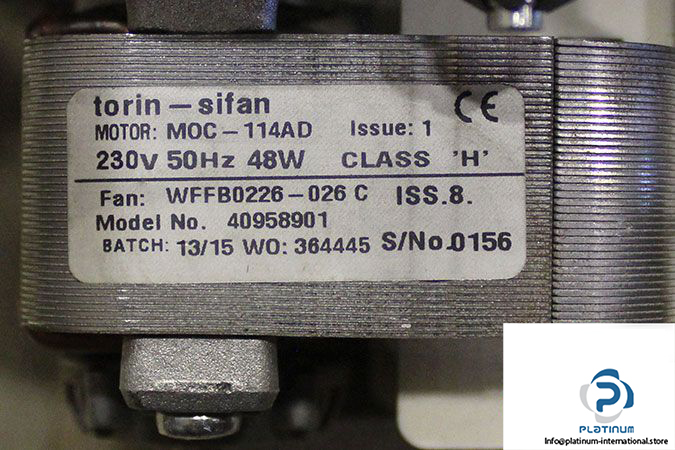 torin-sifan CE
MOTOR: MOC-114AD Issue: 1
230V 50Hz 48W CLASS 'H'
Fan: WFFB0226-026 C ISS.8.
Model No. 40958901
BATCH: 13/15 WO: 364445 S/No.0156
PLATINUM
Info@platinum-international.store